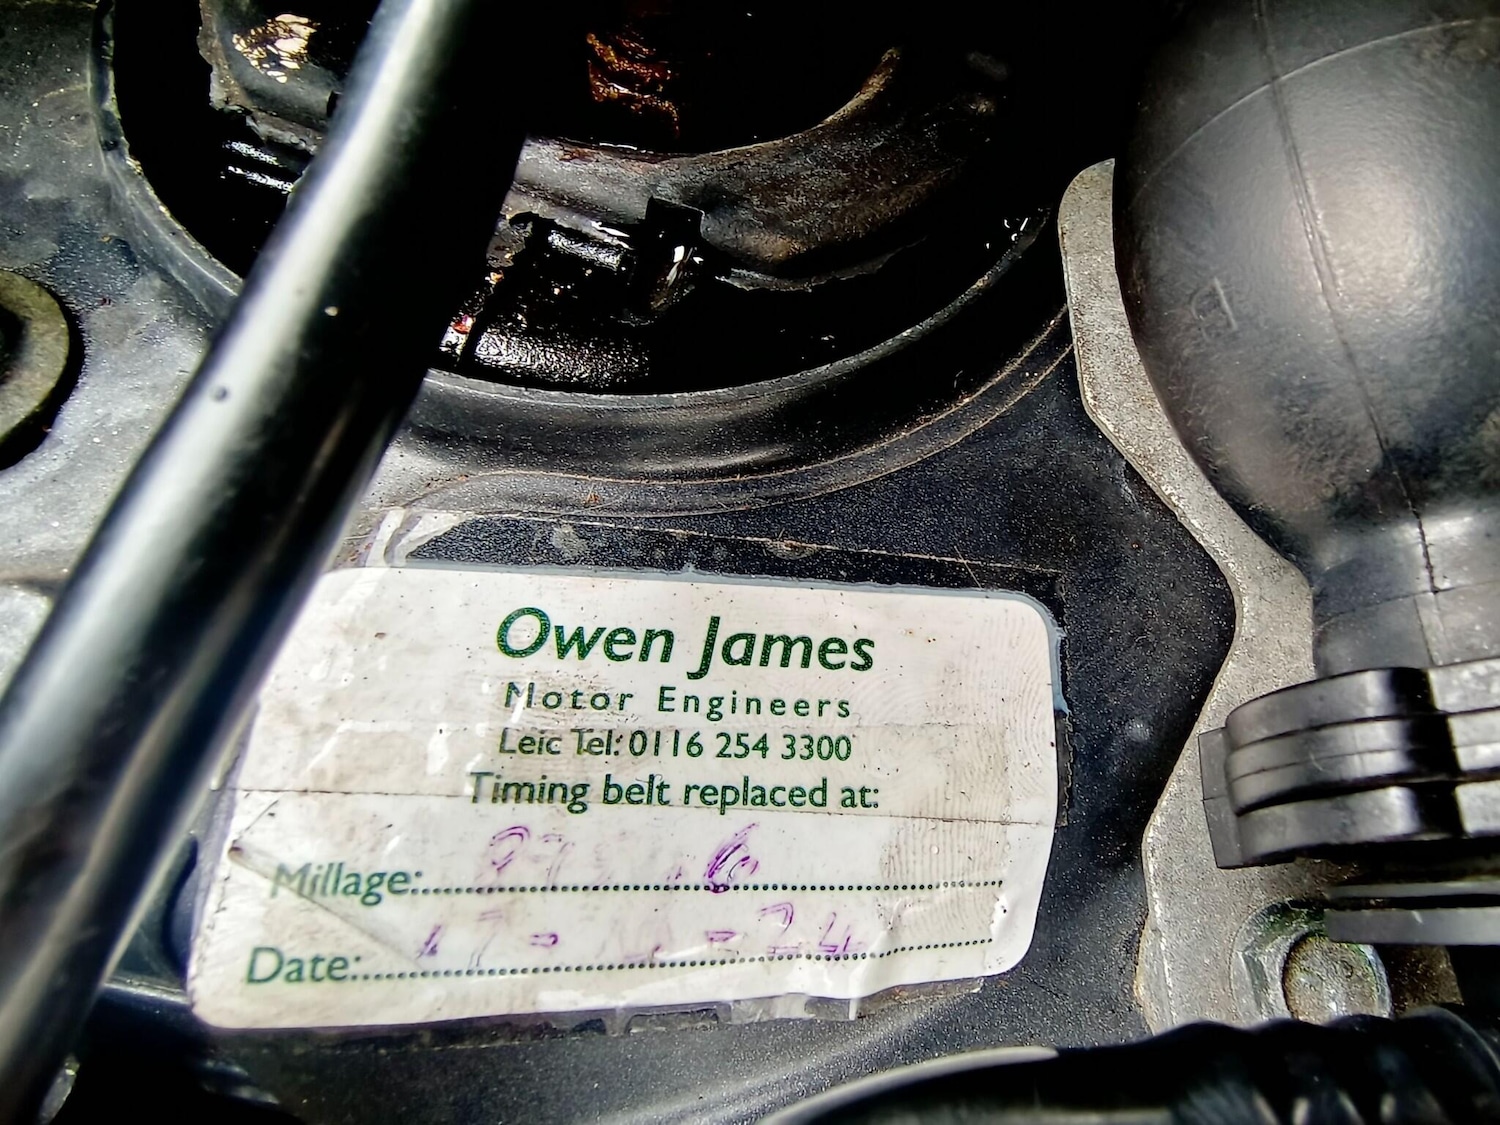 Owen James
Motor Engineers
Leic Tel: 0116 254 3300
Timing belt replaced at:
Millage:
Date: